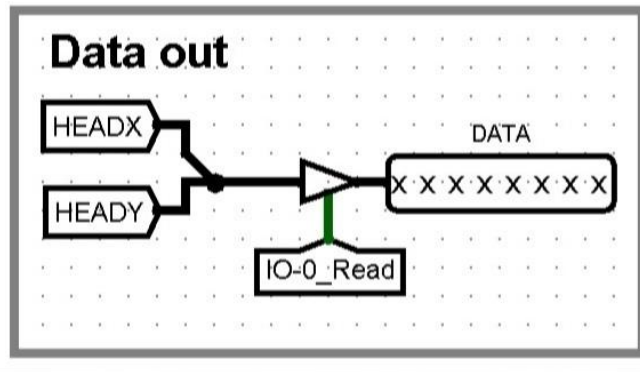 Data out
HEADX
DATA
x x x x x x x x
HEADY
IO-0_Read